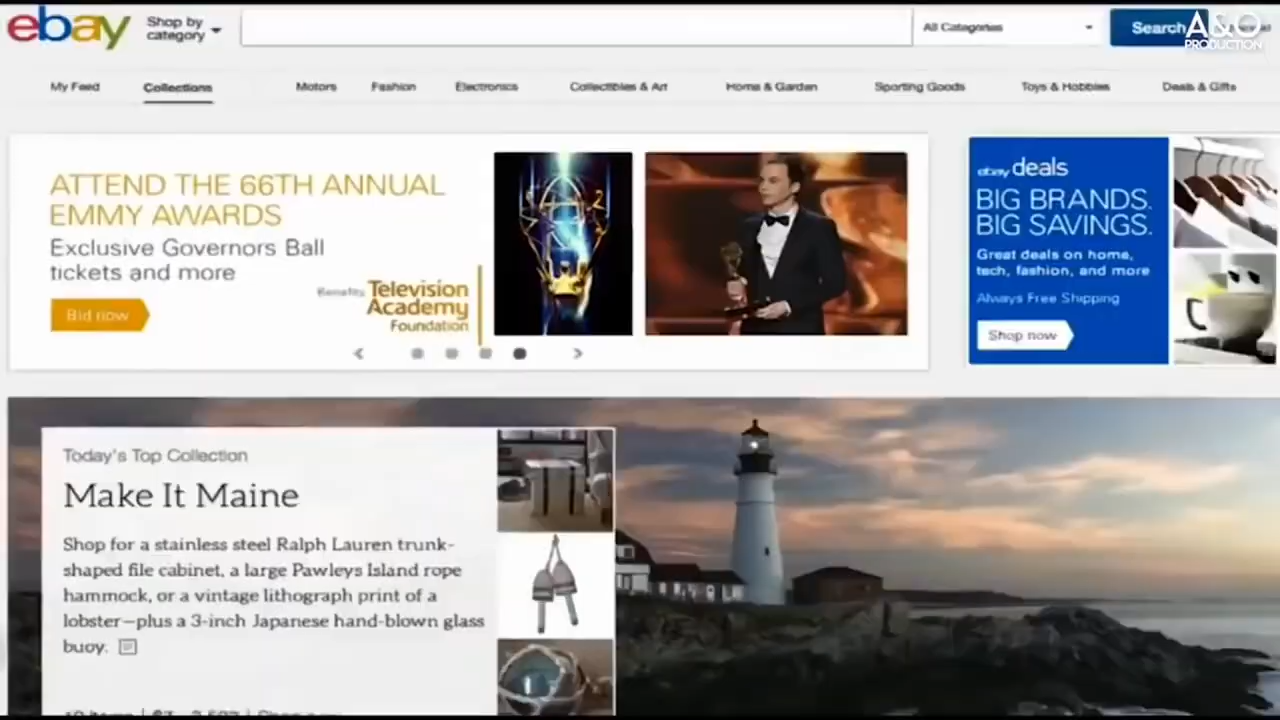 ebay
Shop by
category
All Categories
Search
A&O
PRODUCTION
My Feed
Collections
Motors
Fashion
Electronics
Collectibles & Art
Home & Garden
Sporting Goods
Toys & Hobbies
Deals & Gifts
ATTEND THE 66TH ANNUAL
EMMY AWARDS
Exclusive Governors Ball
tickets and more
Bid now
Benefits Television
Academy
Foundation
ebay deals
BIG BRANDS.
BIG SAVINGS.
Great deals on home,
tech, fashion, and more
Always Free Shipping
Shop now
Today's Top Collection
Make It Maine
Shop for a stainless steel Ralph Lauren trunk-
shaped file cabinet, a large Pawleys Island rope
hammock, or a vintage lithograph print of a
lobster—plus a 3-inch Japanese hand-blown glass
buoy.